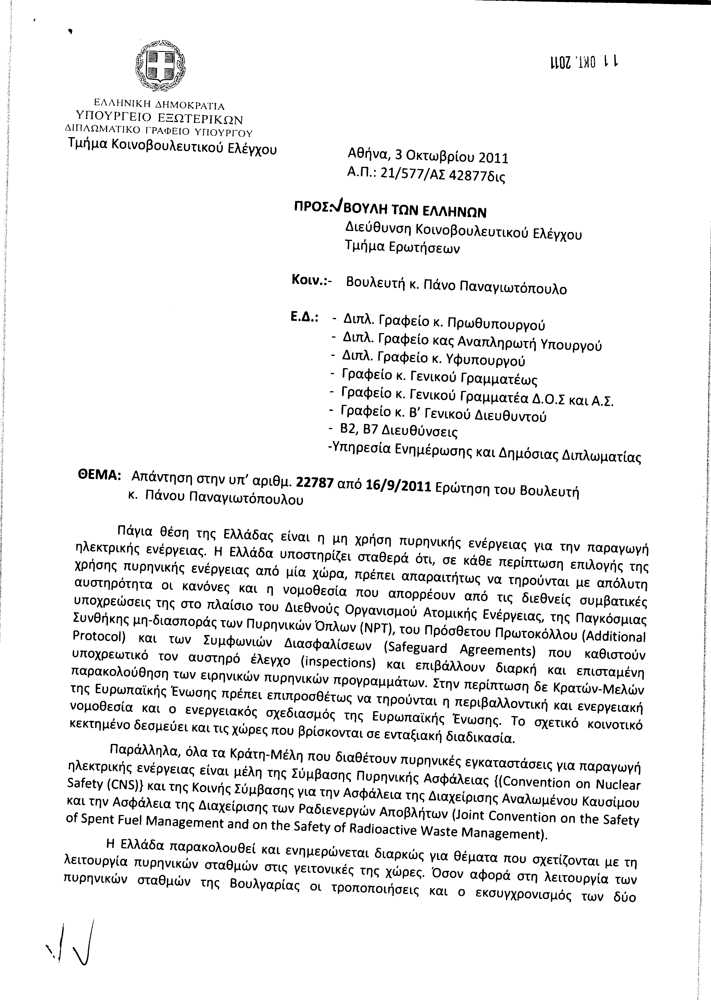 11 ΟΚΤ. 2011
ΕΛΛΗΝΙΚΗ ΔΗΜΟΚΡΑΤΙΑ
ΥΠΟΥΡΓΕΙΟ ΕΞΩΤΕΡΙΚΩΝ
ΔΙΠΛΩΜΑΤΙΚΟ ΓΡΑΦΕΙΟ ΥΠΟΥΡΓΟΥ
Τμήμα Κοινοβουλευτικού Ελέγχου
Αθήνα, 3 Οκτωβρίου 2011
Α.Π.: 21/577/ΑΣ 42877δις
ΠΡΟΣ:√ΒΟΥΛΗ ΤΩΝ ΕΛΛΗΝΩΝ
Διεύθυνση Κοινοβουλευτικού Ελέγχου
Τμήμα Ερωτήσεων
Κοιν.:- Βουλευτή κ. Πάνο Παναγιωτόπουλο
Ε.Δ.: - Διπλ. Γραφείο κ. Πρωθυπουργού
- Διπλ. Γραφείο κας Αναπληρωτή Υπουργού
- Διπλ. Γραφείο κ. Υφυπουργού
- Γραφείο κ. Γενικού Γραμματέως
- Γραφείο κ. Γενικού Γραμματέα Δ.Ο.Σ και Α.Σ.
- Γραφείο κ. Β’ Γενικού Διευθυντού
- Β2, Β7 Διευθύνσεις
-Υπηρεσία Ενημέρωσης και Δημόσιας Διπλωματίας
ΘΕΜΑ: Απάντηση στην υπ’ αριθμ. 22787 από 16/9/2011 Ερώτηση του Βουλευτή
κ. Πάνου Παναγιωτόπουλου
Πάγια θέση της Ελλάδας είναι η μη χρήση πυρηνικής ενέργειας για την παραγωγή
ηλεκτρικής ενέργειας. Η Ελλάδα υποστηρίζει σταθερά ότι, σε κάθε περίπτωση επιλογής της
χρήσης πυρηνικής ενέργειας από μία χώρα, πρέπει απαραιτήτως να τηρούνται με απόλυτη
αυστηρότητα οι κανόνες και η νομοθεσία που απορρέουν από τις διεθνείς συμβατικές
υποχρεώσεις της στο πλαίσιο του Διεθνούς Οργανισμού Ατομικής Ενέργειας, της Παγκόσμιας
Συνθήκης μη-διασποράς των Πυρηνικών Όπλων (NPT), του Πρόσθετου Πρωτοκόλλου (Additional
Protocol) και των Συμφωνιών Διασφαλίσεων (Safeguard Agreements) που καθιστούν
υποχρεωτικό τον αυστηρό έλεγχο (inspections) και επιβάλλουν διαρκή και επισταμένη
παρακολούθηση των ειρηνικών πυρηνικών προγραμμάτων. Στην περίπτωση δε Κρατών-Μελών
της Ευρωπαϊκής Ένωσης πρέπει επιπροσθέτως να τηρούνται η περιβαλλοντική και ενεργειακή
νομοθεσία και ο ενεργειακός σχεδιασμός της Ευρωπαϊκής Ένωσης. Το σχετικό κοινοτικό
κεκτημένο δεσμεύει και τις χώρες που βρίσκονται σε ενταξιακή διαδικασία.
Παράλληλα, όλα τα Κράτη-Μέλη που διαθέτουν πυρηνικές εγκαταστάσεις για παραγωγή
ηλεκτρικής ενέργειας είναι μέλη της Σύμβασης Πυρηνικής Ασφάλειας {(Convention on Nuclear
Safety (CNS)} και της Κοινής Σύμβασης για την Ασφάλεια της Διαχείρισης Αναλωμένου Καυσίμου
και την Ασφάλεια της Διαχείρισης των Ραδιενεργών Αποβλήτων (Joint Convention on the Safety
of Spent Fuel Management and on the Safety of Radioactive Waste Management).
Η Ελλάδα παρακολουθεί και ενημερώνεται διαρκώς για θέματα που σχετίζονται με τη
λειτουργία πυρηνικών σταθμών στις γειτονικές της χώρες. Όσον αφορά στη λειτουργία των
πυρηνικών σταθμών της Βουλγαρίας οι τροποποιήσεις και ο εκσυγχρονισμός των δύο